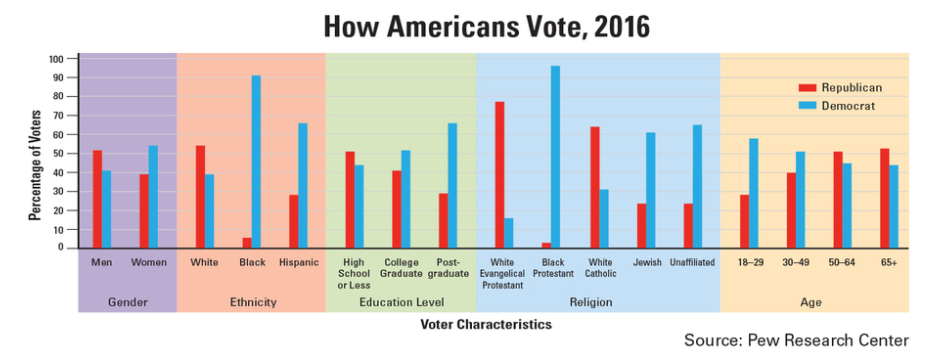 How Americans Vote, 2016
Percentage of Voters
100
90
80
70
60
50
40
30
20
10
0
Republican
Democrat
Men Women White Black Hispanic High School or Less College Graduate Post-graduate White Evangelical Protestant Black Protestant White Catholic Jewish Unaffiliated 18–29 30–49 50–64 65+
Gender Ethnicity Education Level Religion Age
Voter Characteristics
Source: Pew Research Center